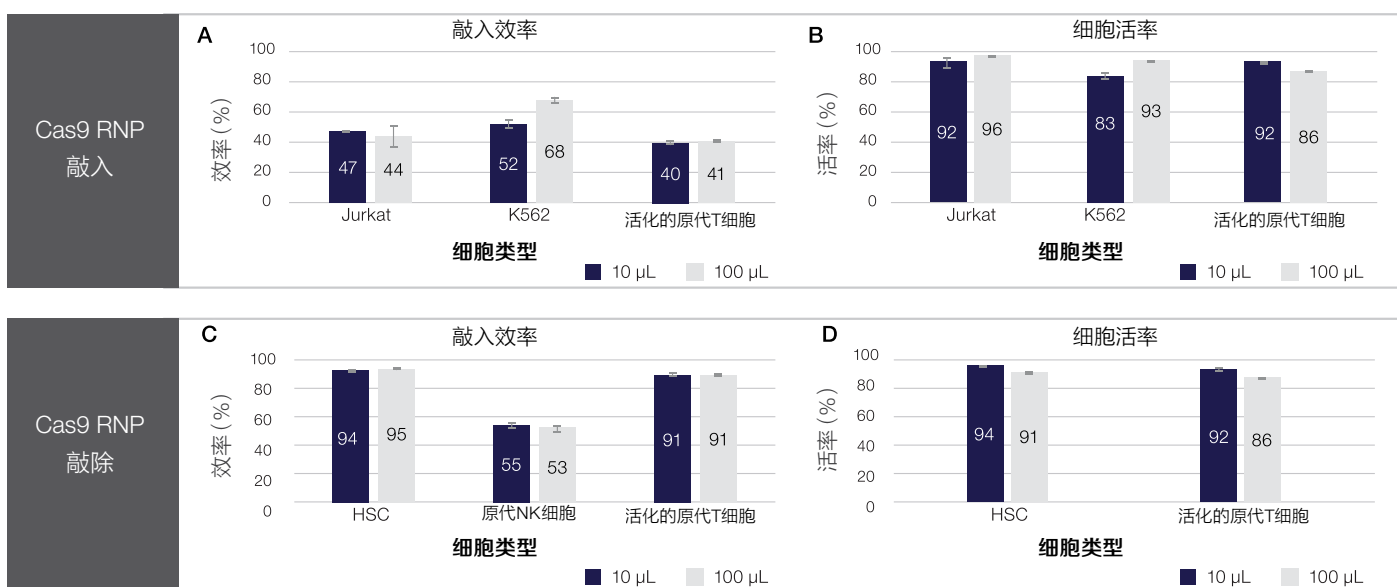 Cas9 RNP
敲入
A
敲入效率
效率(%)
100
80
60
40
20
0
47
44
52
68
40
41
Jurkat
K562
活化的原代T细胞
细胞类型
10 µL
100 µL
B
细胞活率
活率(%)
100
80
60
40
20
0
92
96
83
93
92
86
Jurkat
K562
活化的原代T细胞
细胞类型
10 µL
100 µL
Cas9 RNP
敲除
C
敲入效率
效率(%)
100
80
60
40
20
0
94
95
55
53
91
91
HSC
原代NK细胞
活化的原代T细胞
细胞类型
10 µL
100 µL
D
细胞活率
活率(%)
100
80
60
40
20
0
94
91
92
86
HSC
活化的原代T细胞
细胞类型
10 µL
100 µL